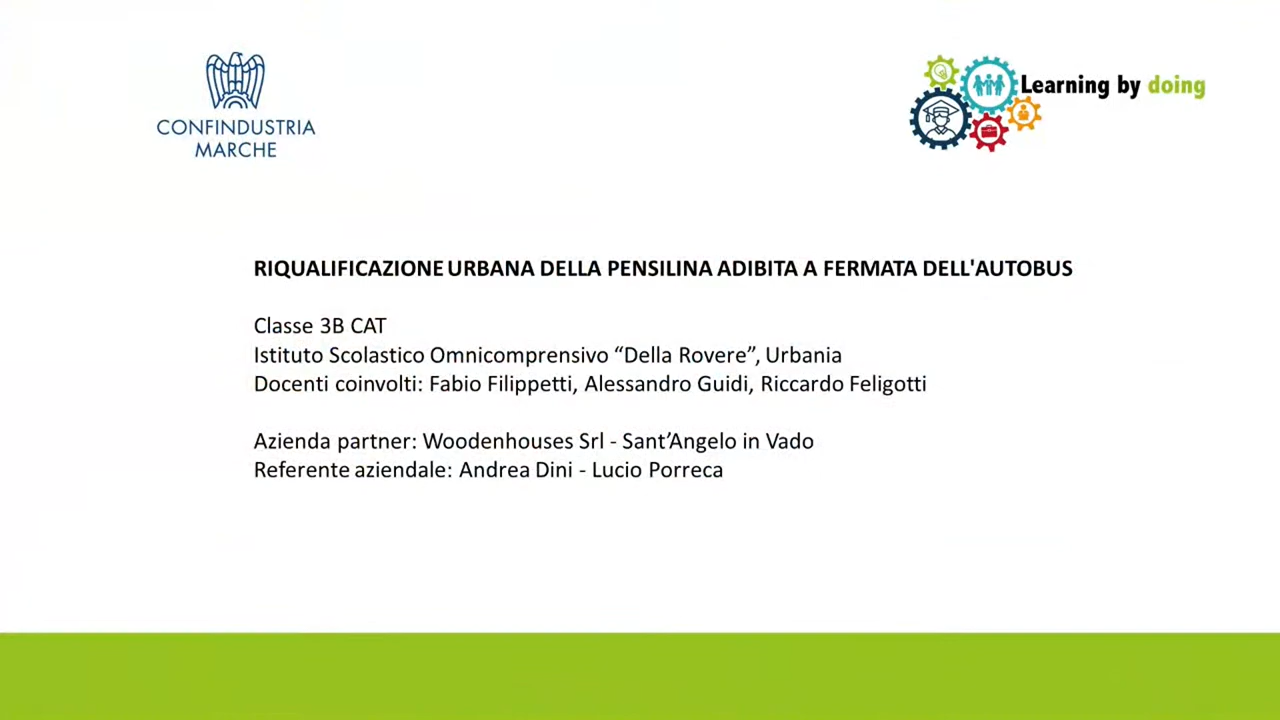 CONFINDUSTRIA
MARCHE
Learning by doing
RIQUALIFICAZIONE URBANA DELLA PENSILINA ADIBITA A FERMATA DELL'AUTOBUS
Classe 3B CAT
Istituto Scolastico Omnicomprensivo “Della Rovere”, Urbania
Docenti coinvolti: Fabio Filippetti, Alessandro Guidi, Riccardo Feligotti
Azienda partner: Woodenhouses Srl - Sant’Angelo in Vado
Referente aziendale: Andrea Dini - Lucio Porreca